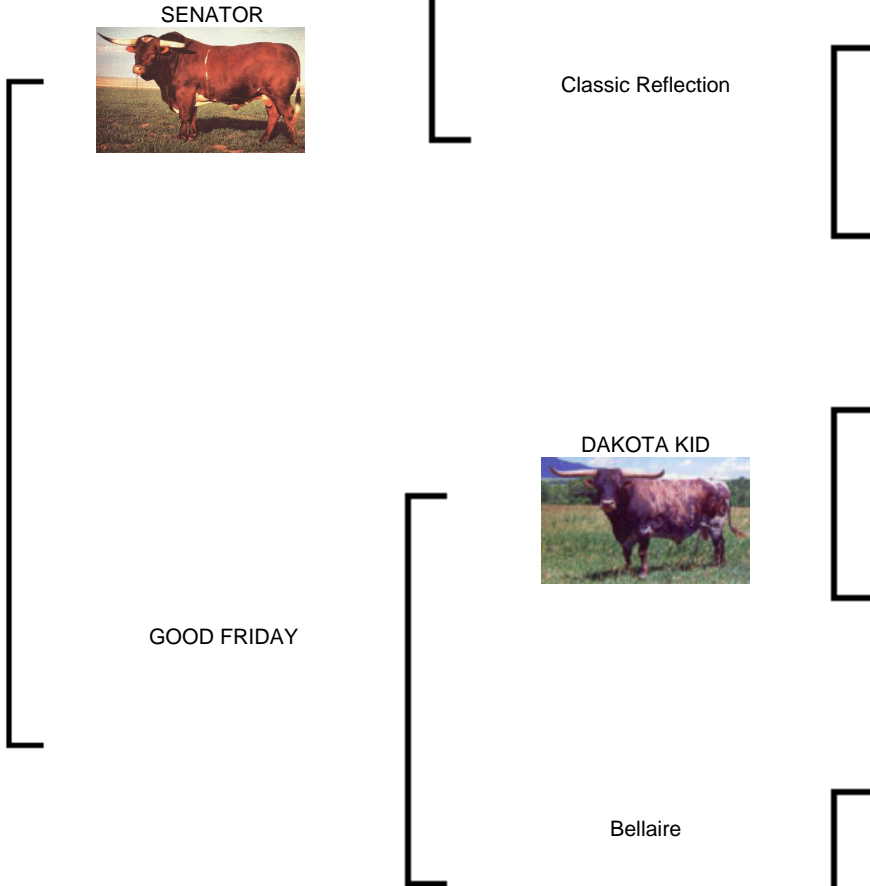 SENATOR
Classic Reflection
DAKOTA KID
GOOD FRIDAY
Bellaire